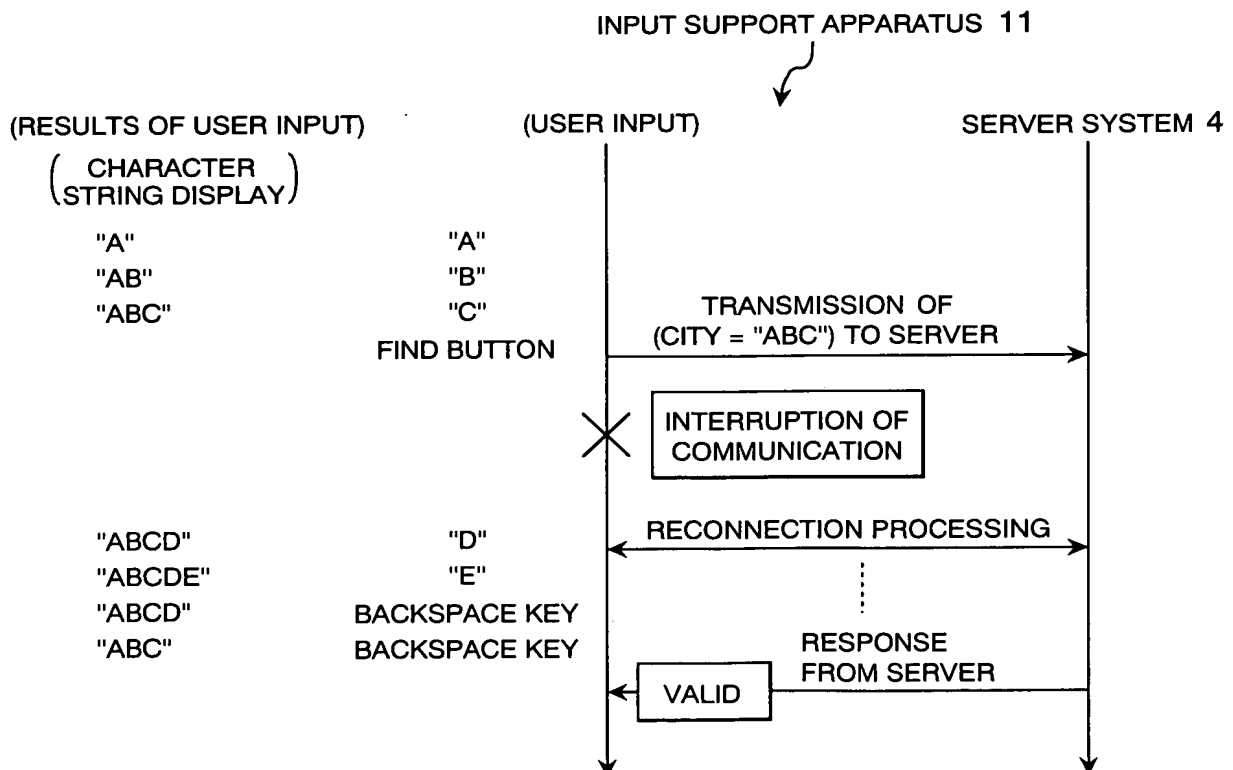 INPUT SUPPORT APPARATUS 11
(RESULTS OF USER INPUT) (USER INPUT) SERVER SYSTEM 4
(CHARACTER
STRING DISPLAY)
"A" "A"
"AB" "B"
"ABC" "C"
FIND BUTTON
TRANSMISSION OF
(CITY = "ABC") TO SERVER
INTERRUPTION OF
COMMUNICATION
"ABCD" "D"
RECONNECTION PROCESSING
"ABCDE" "E"
"ABCD" BACKSPACE KEY
"ABC" BACKSPACE KEY
RESPONSE
FROM SERVER
VALID